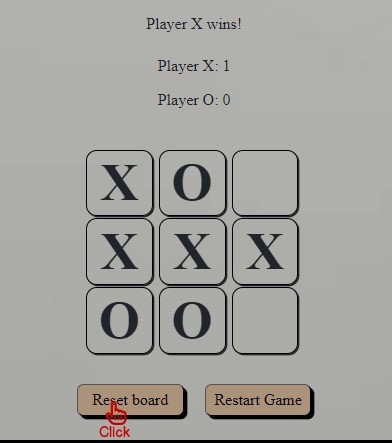 Player X wins!
Player X: 1
Player O: 0
X O
X X X
O O
Reset board Restart Game
Click